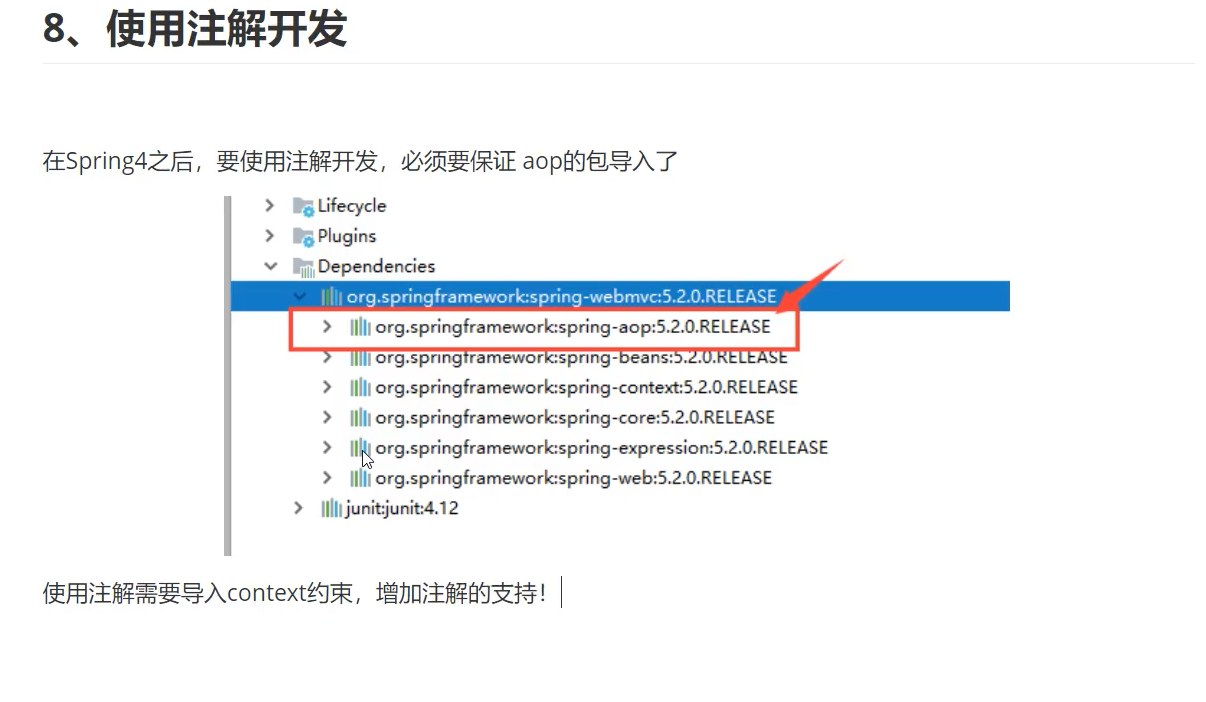 8、使用注解开发
在Spring4之后，要使用注解开发，必须要保证 aop的包导入了
Lifecycle
Plugins
Dependencies
org.springframework:spring-webmvc:5.2.0.RELEASE
org.springframework:spring-aop:5.2.0.RELEASE
org.springframework:spring-beans:5.2.0.RELEASE
org.springframework:spring-context:5.2.0.RELEASE
org.springframework:spring-core:5.2.0.RELEASE
org.springframework:spring-expression:5.2.0.RELEASE
org.springframework:spring-web:5.2.0.RELEASE
junit:junit:4.12
使用注解需要导入context约束，增加注解的支持！